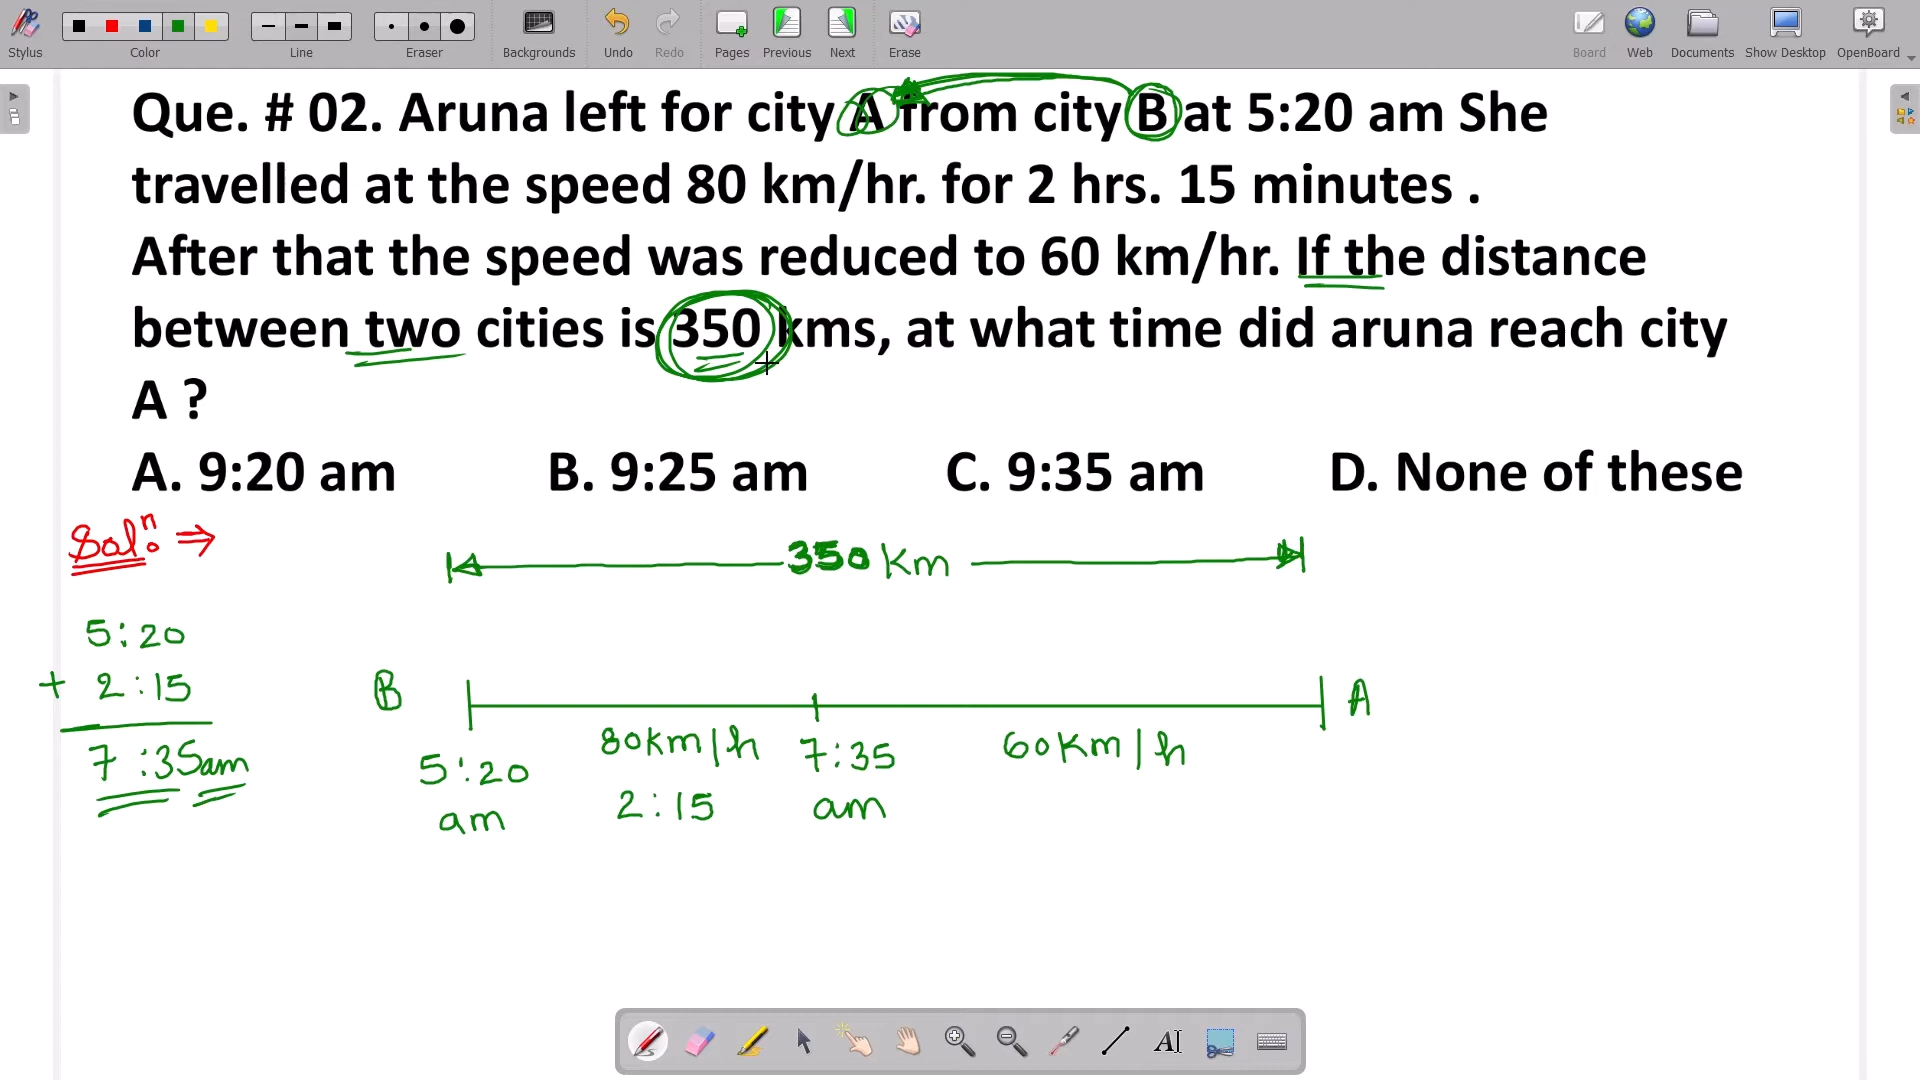 Stylus
Color
Line
Eraser
Backgrounds
Undo
Redo
Pages
Previous
Next
Erase
Board
Web
Documents
Show Desktop
OpenBoard
Que. # 02. Aruna left for city A from city B at 5:20 am She
travelled at the speed 80 km/hr. for 2 hrs. 15 minutes .
After that the speed was reduced to 60 km/hr. If the distance
between two cities is 350 kms, at what time did aruna reach city
A ?
A. 9:20 am B. 9:25 am C. 9:35 am D. None of these
Solⁿ: ⇒
350 Km
5:20
+ 2:15
7:35am
B A
80Km/h 60Km/h
5:20 am
2:15
7:35 am
AI